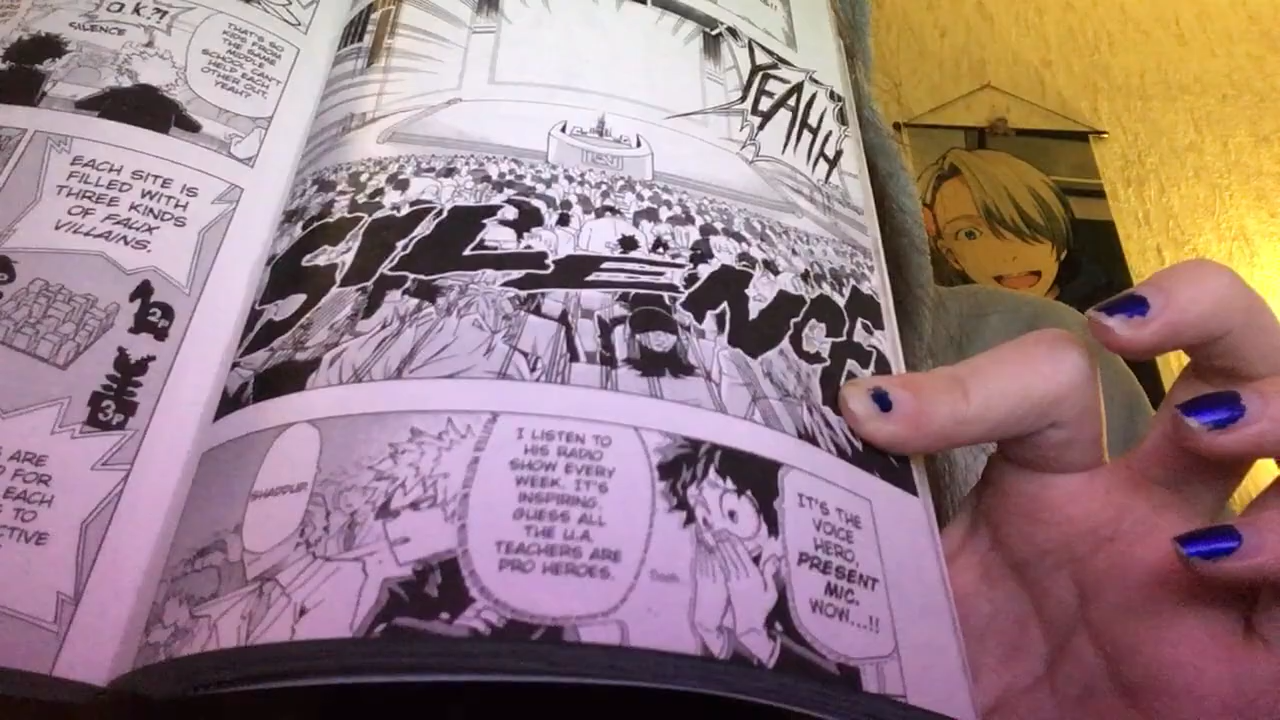 YEAHH
SILENCE
IT'S THE
VOICE
HERO,
PRESENT
MIC.
WOW...!!
I LISTEN TO
HIS RADIO
SHOW EVERY
WEEK. IT'S
INSPIRING.
GUESS ALL
THE U.A.
TEACHERS ARE
PRO HEROES.
SHADDUP.
OK?!
SILENCE
THAT'S SO
KIDS FROM
THE SAME
MIDDLE
SCHOOL CAN'T
HELP EACH
OTHER OUT,
YEAH?
EACH SITE IS
FILLED WITH
THREE KINDS
OF FAUX
VILLAINS.
2P
3P
ARE
FOR
EACH
TO